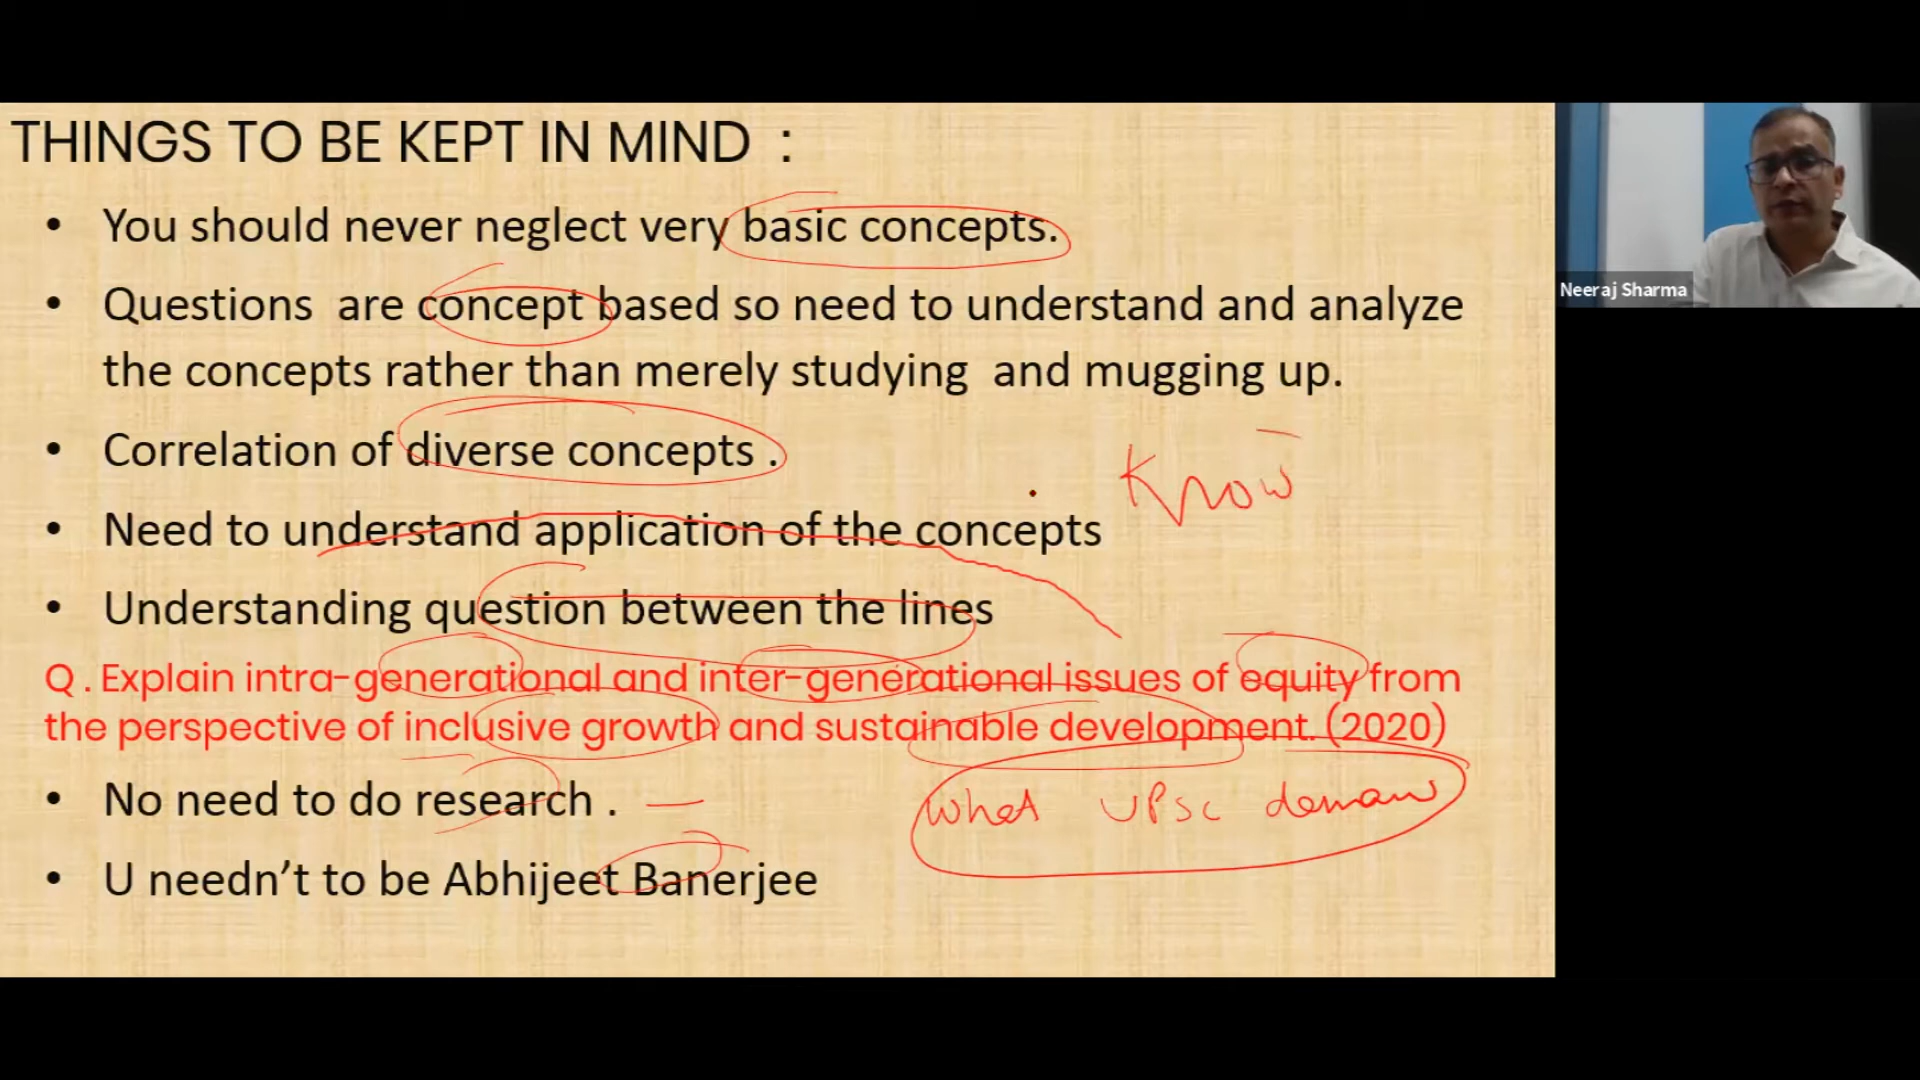 THINGS TO BE KEPT IN MIND :
• You should never neglect very basic concepts.
• Questions are concept based so need to understand and analyze
the concepts rather than merely studying and mugging up.
• Correlation of diverse concepts .
Know
• Need to understand application of the concepts
• Understanding question between the lines
Q . Explain intra-generational and inter-generational issues of equity from
the perspective of inclusive growth and sustainable development. (2020)
• No need to do research .
what UPSC demand
• U needn’t to be Abhijeet Banerjee
Neeraj Sharma